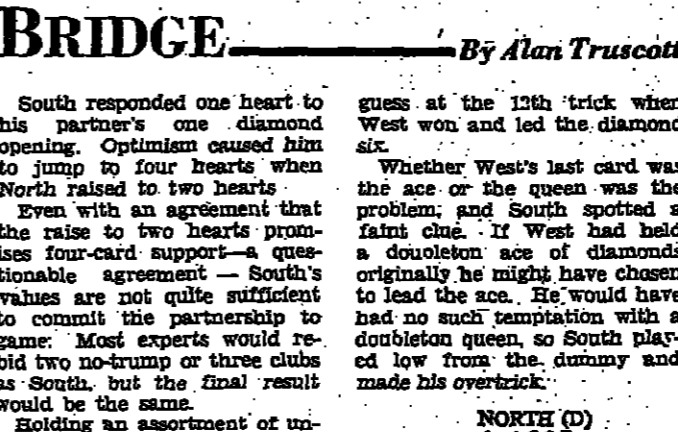 BRIDGE
By Alan Truscott
South responded one heart to
his partner's one diamond
opening. Optimism caused him
to jump to four hearts when
North raised to two hearts
Even with an agreement that
the raise to two hearts prom-
ises four-card support—a ques-
tionable agreement — South's
values are not quite sufficient
to commit the partnership to
game. Most experts would re-
bid two no-trump or three clubs
as South, but the final result
would be the same.
Holding an assortment of un-
guess at the 12th trick when
West won and led the diamond
six.
Whether West's last card was
the ace or the queen was the
problem; and South spotted a
faint clue. If West had held
a doubleton ace of diamonds
originally he might have chosen
to lead the ace. He would have
had no such temptation with a
doubleton queen, so South play-
ed low from the dummy and
made his overtrick.
NORTH (D)